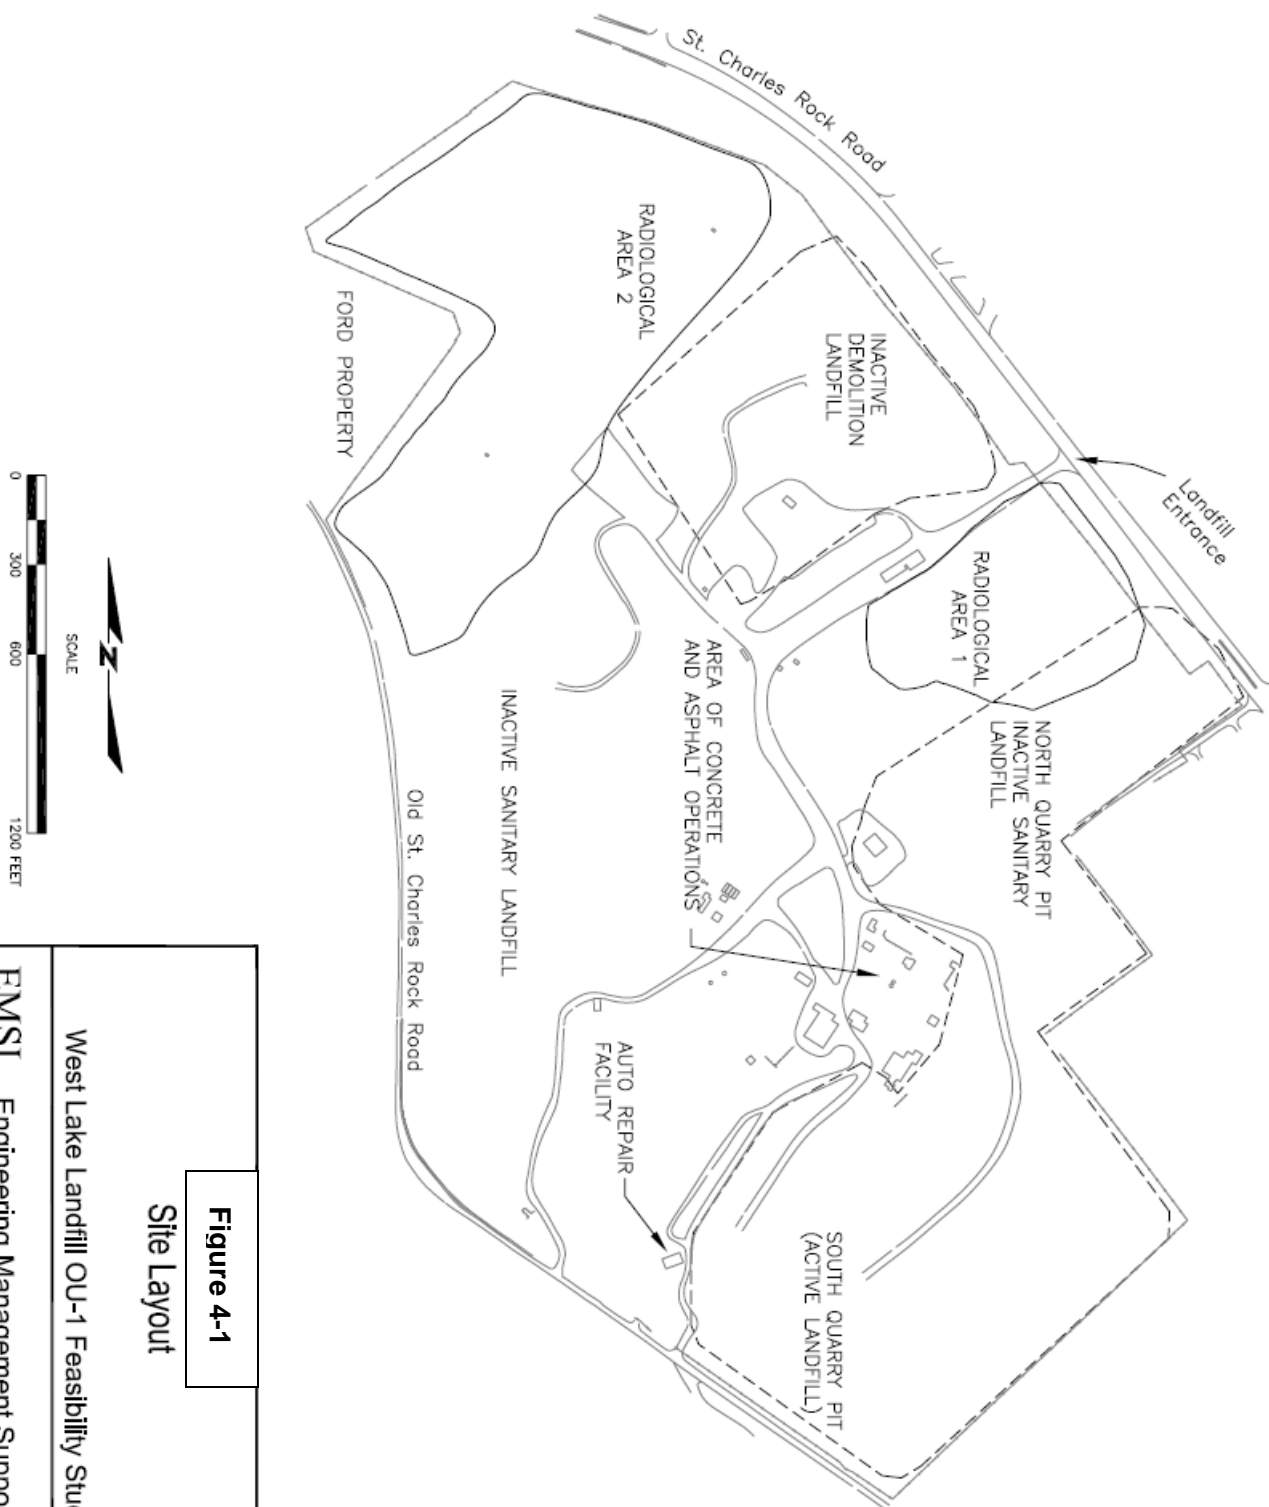 St. Charles Rock Road
RADIOLOGICAL
AREA 2
INACTIVE
DEMOLITION
LANDFILL
Landfill
Entrance
FORD PROPERTY
RADIOLOGICAL
AREA 1
NORTH QUARRY PIT
INACTIVE SANITARY
LANDFILL
AREA OF CONCRETE
AND ASPHALT OPERATIONS
INACTIVE SANITARY LANDFILL
Old St. Charles Rock Road
AUTO REPAIR
FACILITY
SOUTH QUARRY PIT
(ACTIVE LANDFILL)
N
SCALE
0 300 600 1200 FEET
Figure 4-1
Site Layout
West Lake Landfill OU-1 Feasibility Stu
EMSI Engineering Management Suppo